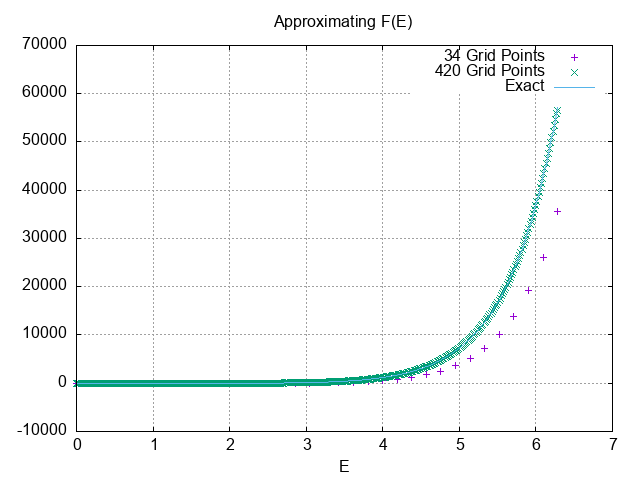 Approximating F(E)
70000
60000
50000
40000
30000
20000
10000
0
-10000
0 1 2 3 4 5 6 7
E
34 Grid Points
420 Grid Points
Exact